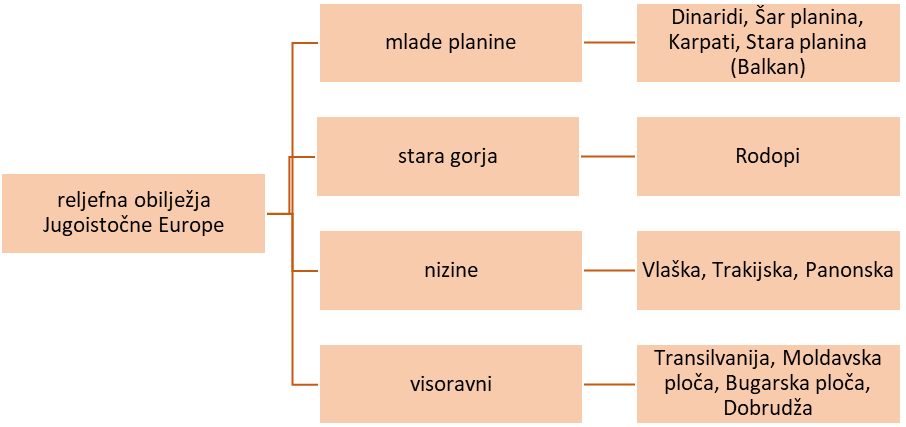 reljefna obilježja
Jugoistočne Europe
mlade planine
Dinaridi, Šar planina,
Karpati, Stara planina
(Balkan)
stara gorja
Rodopi
nizine
Vlaška, Trakijska, Panonska
visoravni
Transilvanija, Moldavska
ploča, Bugarska ploča,
Dobrudža